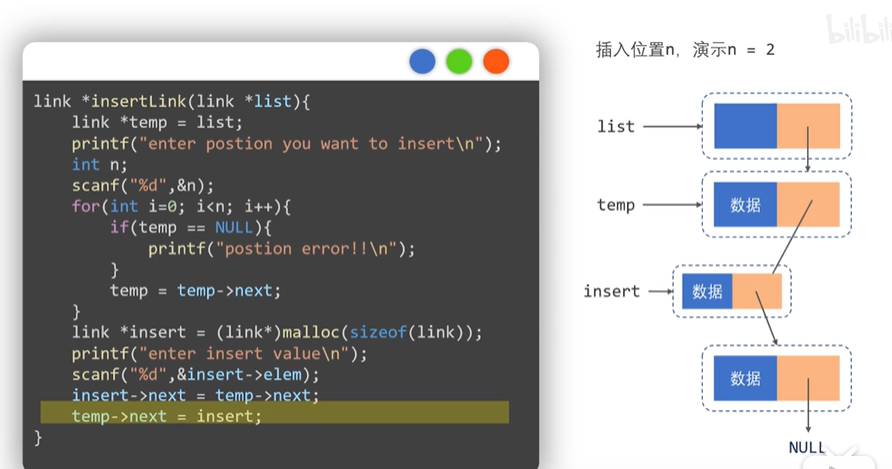 bilibili
插入位置n，演示n = 2
link *insertLink(link *list){
    link *temp = list;
    printf("enter postion you want to insert\n");
    int n;
    scanf("%d",&n);
    for(int i=0; i<n; i++){
        if(temp == NULL){
            printf("postion error!!\n");
        }
        temp = temp->next;
    }
    link *insert = (link*)malloc(sizeof(link));
    printf("enter insert value\n");
    scanf("%d",&insert->elem);
    insert->next = temp->next;
    temp->next = insert;
}
list
temp
数据
insert
数据
数据
NULL